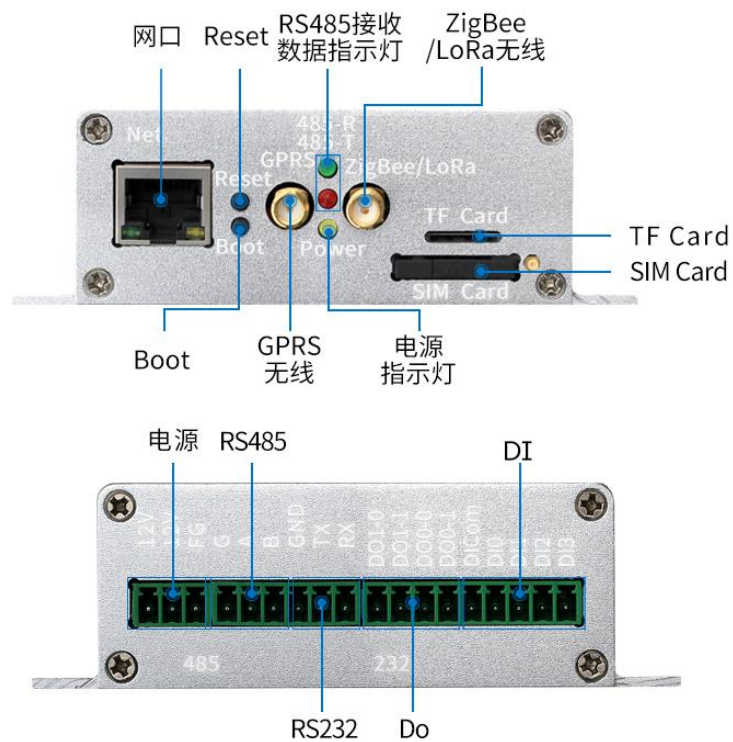 网口
Reset
RS485接收
数据指示灯
ZigBee
/LoRa无线
Net
485-R
485-T
GPRS
ZigBee/LoRa
Reset
Boot
Power
TF Card
SIM Card
TF Card
SIM Card
Boot
GPRS
无线
电源
指示灯
电源
RS485
DI
12V
FG
G
A
B
GND
TX
RX
DO1-0
DO1-1
DO0-0
DO0-1
DICom
DI0
DI1
DI2
DI3
485
232
RS232
Do